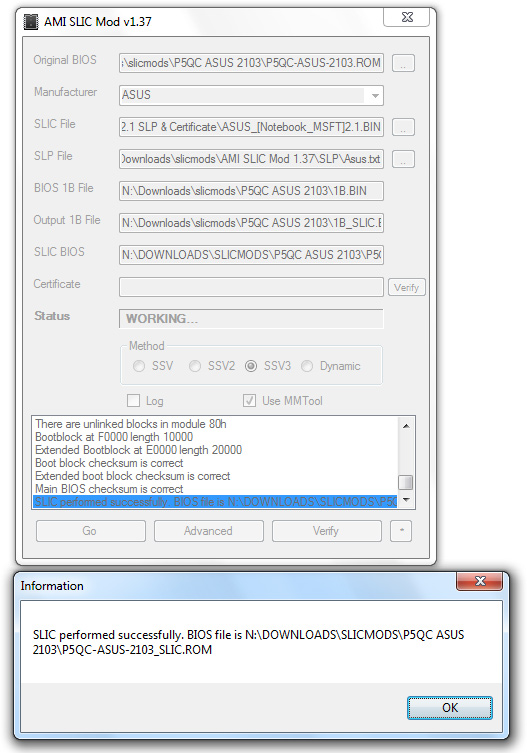 AMI SLIC Mod v1.37
Original BIOS
\slicmods\P5QC ASUS 2103\P5QC-ASUS-2103.ROM
..
Manufacturer
ASUS
SLIC File
2.1 SLP & Certificate\ASUS_[Notebook_MSFT]2.1.BIN
..
SLP File
Downloads\slicmods\AMI SLIC Mod 1.37\SLP\Asus.txt
..
BIOS 1B File
N:\Downloads\slicmods\P5QC ASUS 2103\1B.BIN
Output 1B File
N:\Downloads\slicmods\P5QC ASUS 2103\1B_SLIC.B
SLIC BIOS
N:\DOWNLOADS\SLICMODS\P5QC ASUS 2103\P5Q
Certificate
Verify
Status
WORKING...
Method
SSV
SSV2
SSV3
Dynamic
Log
Use MMTool
There are unlinked blocks in module 80h
Bootblock at F0000 length 10000
Extended Bootblock at E0000 length 20000
Boot block checksum is correct
Extended boot block checksum is correct
Main BIOS checksum is correct
SLIC performed successfully. BIOS file is N:\DOWNLOADS\SLICMODS\P5QC
Go
Advanced
Verify
Information
SLIC performed successfully. BIOS file is N:\DOWNLOADS\SLICMODS\P5QC ASUS
2103\P5QC-ASUS-2103_SLIC.ROM
OK